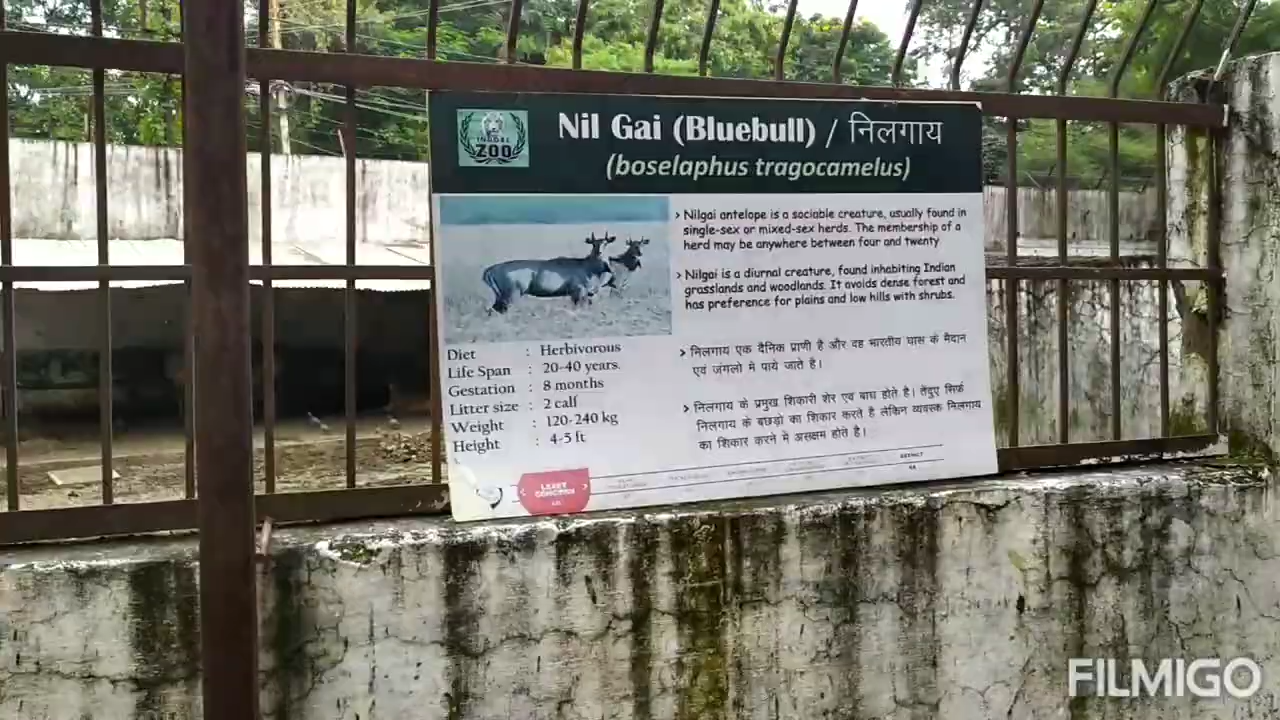 INDORE
ZOO
Nil Gai (Bluebull) / निलगाय
(boselaphus tragocamelus)
› Nilgai antelope is a sociable creature, usually found in
single-sex or mixed-sex herds. The membership of a
herd may be anywhere between four and twenty
› Nilgai is a diurnal creature, found inhabiting Indian
grasslands and woodlands. It avoids dense forest and
has preference for plains and low hills with shrubs.
› निलगाय एक दैनिक प्राणी है और वह भारतीय घास के मैदान
एवं जंगलो मे पाये जाते है।
› निलगाय के प्रमुख शिकारी शेर एवं बाघ होते है। तेंदुए सिर्फ
निलगाय के बछड़ो का शिकार करते है लेकिन व्यवस्क निलगाय
का शिकार करने में असक्षम होते है।
Diet : Herbivorous
Life Span : 20-40 years.
Gestation : 8 months
Litter size : 2 calf
Weight : 120-240 kg
Height : 4-5 ft
LEAST
CONCERN
EXTINCT
FILMIGO